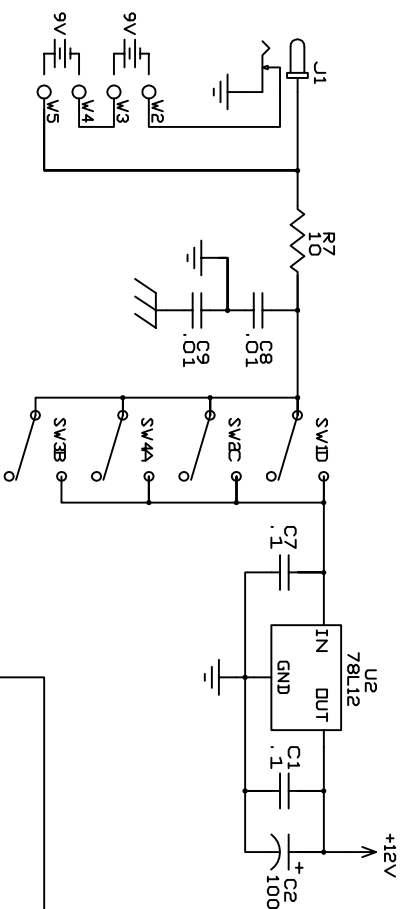 J1
9V
9V
W2
W3
W4
W5
R7
10
C8
.01
C9
.01
SW1D
SW2C
SW4A
SW3B
C7
.1
U2
78L12
IN
OUT
GND
C1
.1
+
C2
100
+12V